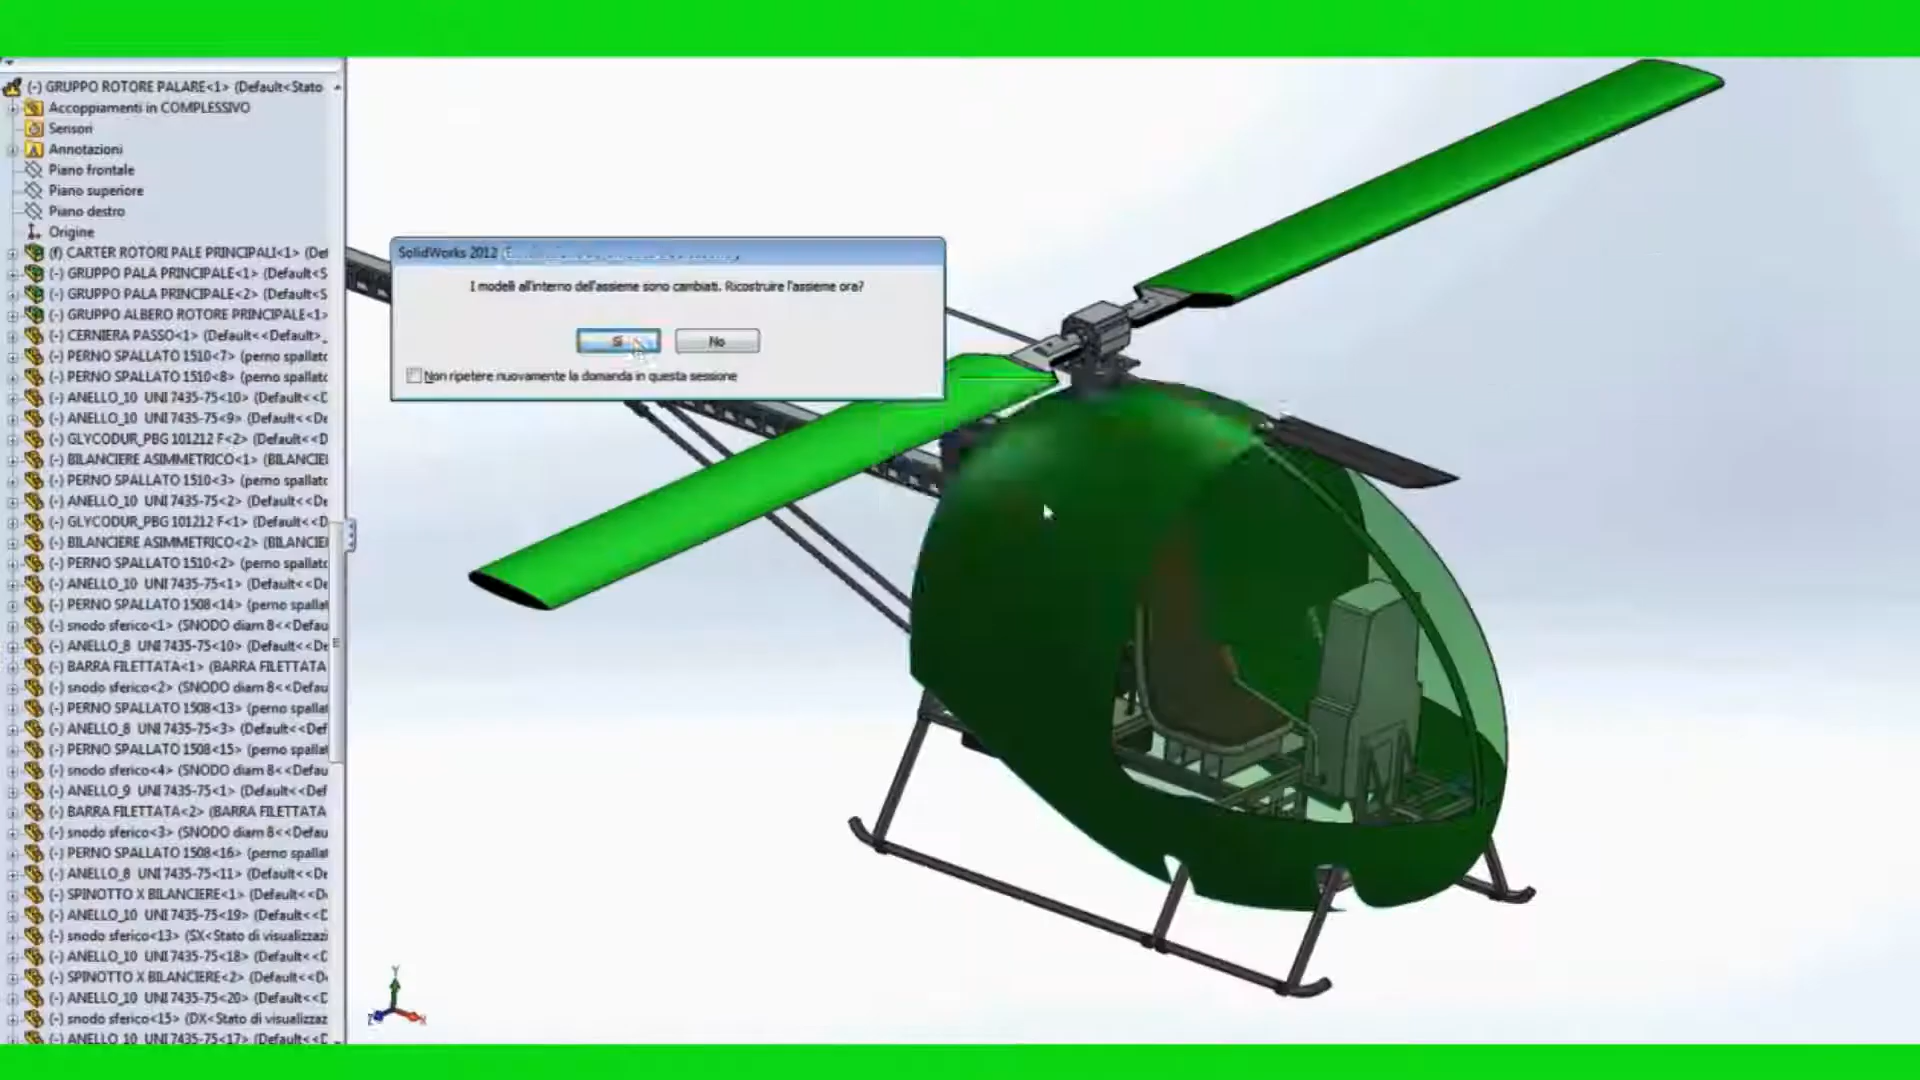 (-) GRUPPO ROTORE PALARE<1> (Default<Stato
Accoppiamenti in COMPLESSIVO
Sensori
Annotazioni
Piano frontale
Piano superiore
Piano destro
Origine
(f) CARTER ROTORI PALE PRINCIPALI<1> (Def
(-) GRUPPO PALA PRINCIPALE<1> (Default<S
(-) GRUPPO PALA PRINCIPALE<2> (Default<S
(-) GRUPPO ALBERO ROTORE PRINCIPALE<1>
(-) CERNIERA PASSO<1> (Default<<Default>_
(-) PERNO SPALLATO 1510<7> (perno spallato
(-) PERNO SPALLATO 1510<8> (perno spallato
(-) ANELLO_10 UNI 7435-75<10> (Default<<D
(-) ANELLO_10 UNI 7435-75<9> (Default<<D
(-) GLYCODUR_PBG 101212 F<2> (Default<<D
(-) BILANCIERE ASIMMETRICO<1> (BILANCIE
(-) PERNO SPALLATO 1510<3> (perno spallato
(-) ANELLO_10 UNI 7435-75<2> (Default<<De
(-) GLYCODUR_PBG 101212 F<1> (Default<<D
(-) BILANCIERE ASIMMETRICO<2> (BILANCIE
(-) PERNO SPALLATO 1510<2> (perno spallato
(-) ANELLO_10 UNI 7435-75<1> (Default<<De
(-) PERNO SPALLATO 1508<14> (perno spallat
(-) snodo sferico<1> (SNODO diam 8<<Defau
(-) ANELLO_8 UNI 7435-75<10> (Default<<De
(-) BARRA FILETTATA<1> (BARRA FILETTATA
(-) snodo sferico<2> (SNODO diam 8<<Defau
(-) PERNO SPALLATO 1508<13> (perno spallat
(-) ANELLO_8 UNI 7435-75<3> (Default<<Def
(-) PERNO SPALLATO 1508<15> (perno spallat
(-) snodo sferico<4> (SNODO diam 8<<Defau
(-) ANELLO_9 UNI 7435-75<1> (Default<<Def
(-) BARRA FILETTATA<2> (BARRA FILETTATA
(-) snodo sferico<3> (SNODO diam 8<<Defau
(-) PERNO SPALLATO 1508<16> (perno spallat
(-) ANELLO_8 UNI 7435-75<11> (Default<<De
(-) SPINOTTO X BILANCIERE<1> (Default<<D
(-) ANELLO_10 UNI 7435-75<19> (Default<<D
(-) snodo sferico<13> (SX<Stato di visualizzazi
(-) ANELLO_10 UNI 7435-75<18> (Default<<D
(-) SPINOTTO X BILANCIERE<2> (Default<<D
(-) ANELLO_10 UNI 7435-75<20> (Default<<D
(-) snodo sferico<15> (DX<Stato di visualizzaz
(-) ANELLO_10 UNI 7435-75<17> (Default<<D
SolidWorks 2012
I modelli all'interno dell'assieme sono cambiati. Ricostruire l'assieme ora?
Sì
No
Non ripetere nuovamente la domanda in questa sessione
Y
Z
X